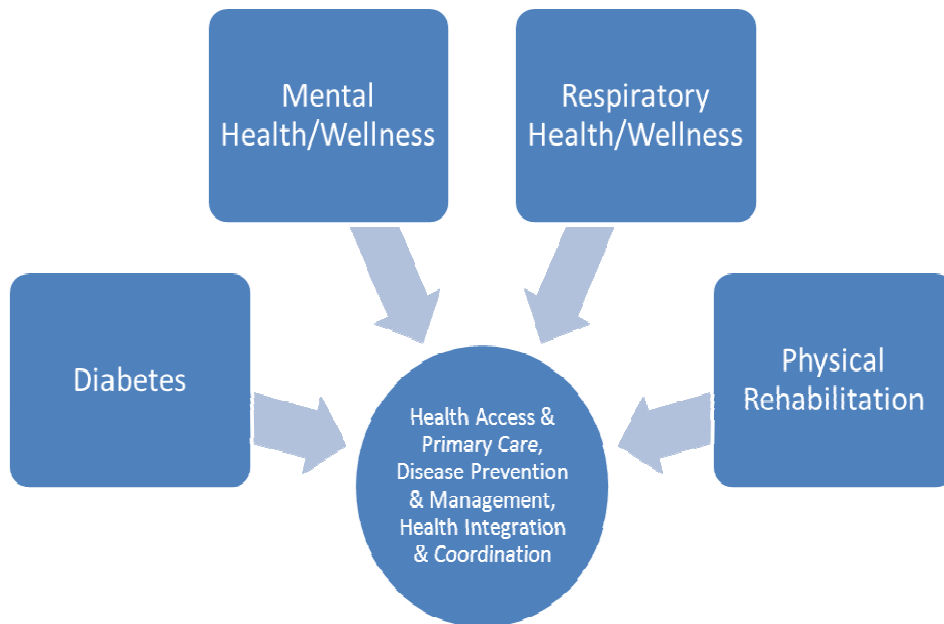 Mental
Health/Wellness
Respiratory
Health/Wellness
Diabetes
Physical
Rehabilitation
Health Access &
Primary Care,
Disease Prevention
& Management,
Health Integration
& Coordination